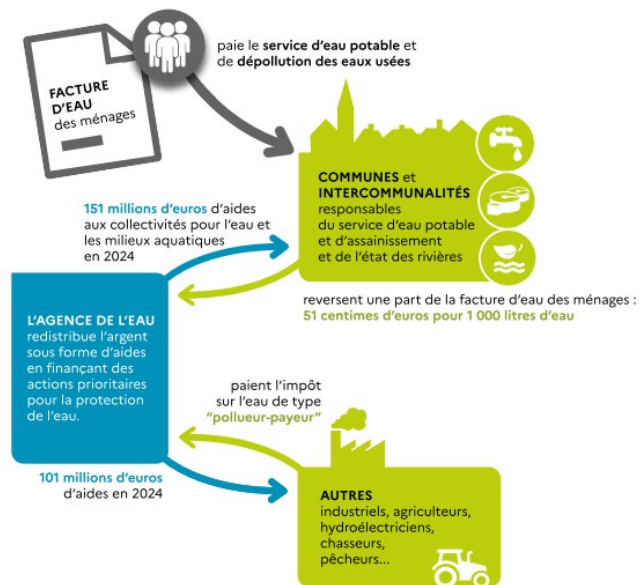 paie le service d'eau potable et
de dépollution des eaux usées
FACTURE
D'EAU
des ménages
COMMUNES et
INTERCOMMUNALITÉS
responsables
du service d'eau potable
et d'assainissement
et de l'état des rivières
151 millions d'euros d'aides
aux collectivités pour l'eau et
les milieux aquatiques
en 2024
reversent une part de la facture d'eau des ménages :
51 centimes d'euros pour 1 000 litres d'eau
L'AGENCE DE L'EAU
redistribue l'argent
sous forme d'aides
en finançant des
actions prioritaires
pour la protection
de l'eau.
paient l'impôt
sur l'eau de type
"pollueur-payeur"
101 millions d'euros
d'aides en 2024
AUTRES
industriels, agriculteurs,
hydroélectriciens,
chasseurs,
pêcheurs...